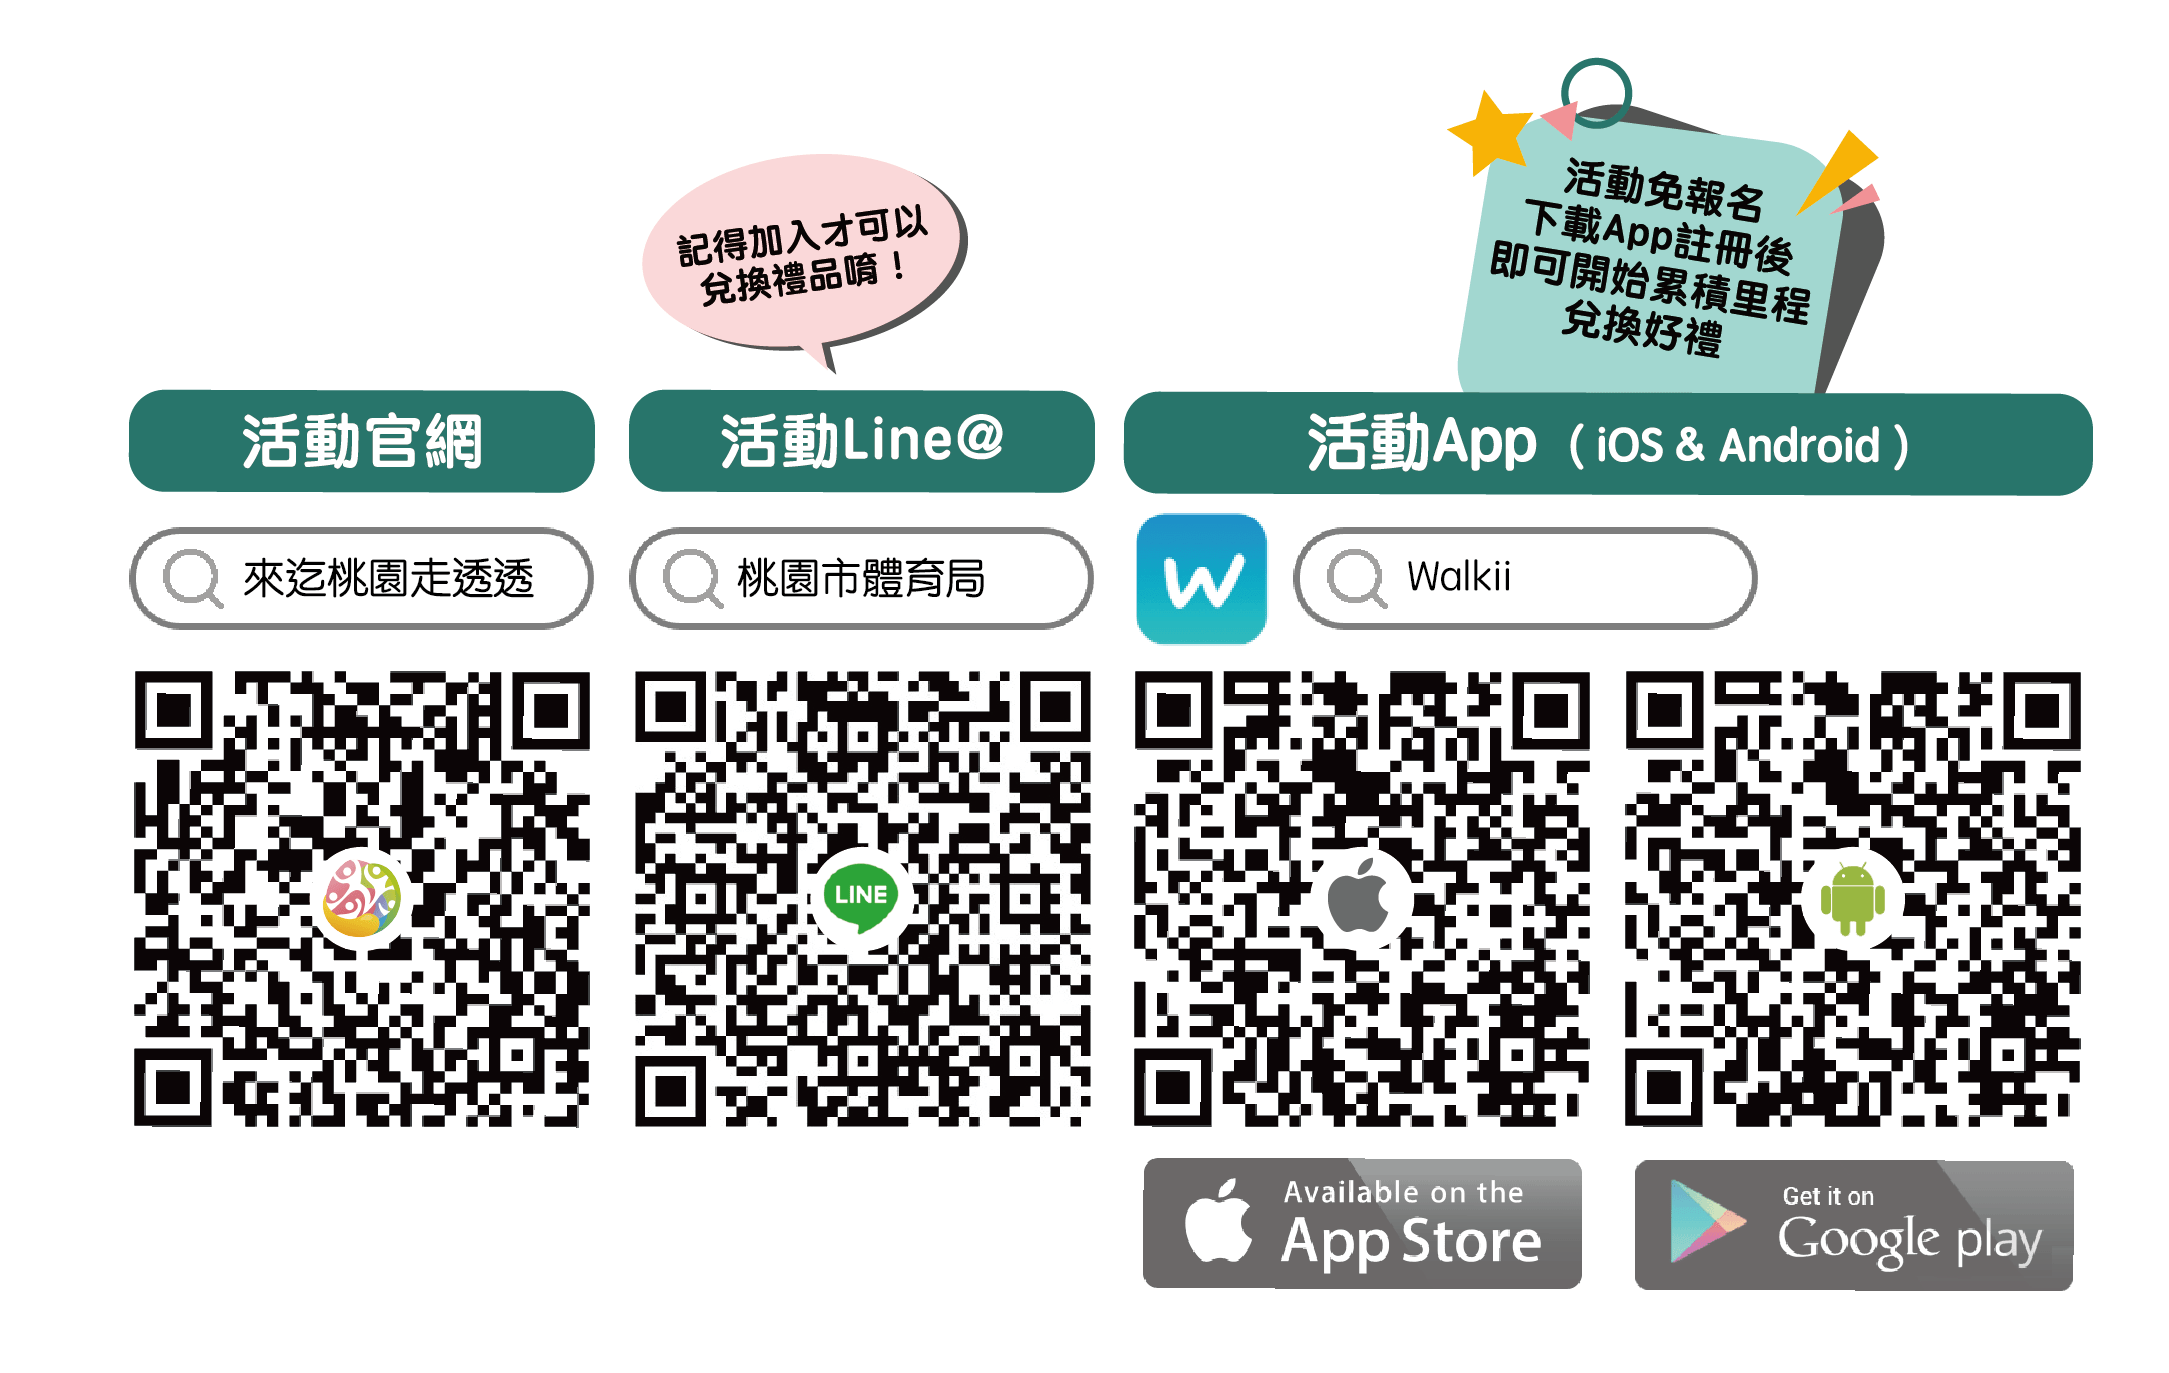 記得加入才可以
兌換禮品唷！
活動免報名
下載App註冊後
即可開始累積里程
兌換好禮
活動官網
活動Line@
活動App（iOS & Android）
來迄桃園走透透
桃園市體育局
W
Walkii
LINE
Available on the
App Store
Get it on
Google play